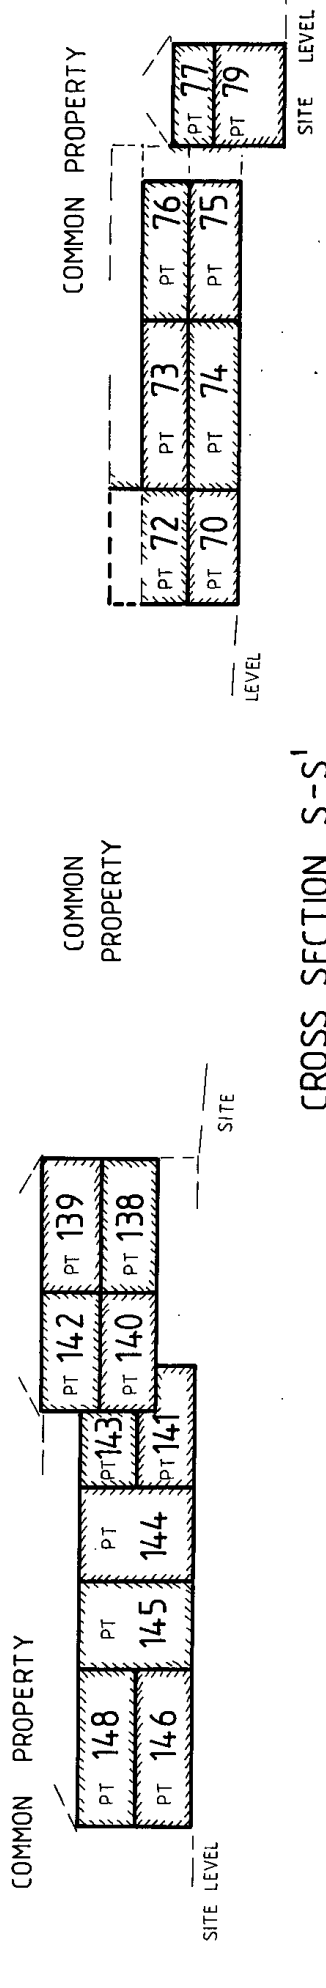 COMMON PROPERTY
COMMON
PROPERTY
COMMON PROPERTY
PT 148
PT 146
PT 145
PT 144
PT 143
PT 141
PT 142
PT 140
PT 139
PT 138
PT 72
PT 70
PT 73
PT 74
PT 76
PT 75
PT 77
PT 79
SITE LEVEL
SITE
LEVEL
SITE LEVEL
CROSS SECTION S-S¹